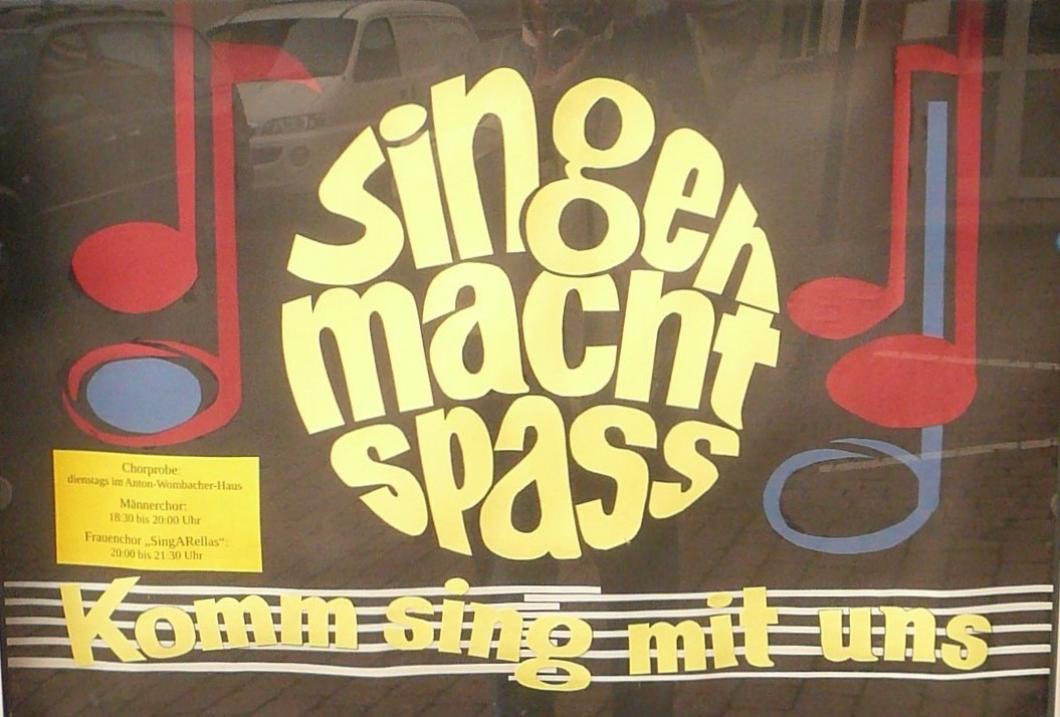 singen
macht
spass
Chorprobe:
dienstags im Anton-Wombacher-Haus
Männerchor:
18:30 bis 20:00 Uhr
Frauenchor „SingARellas“:
20:00 bis 21:30 Uhr
Komm sing mit uns